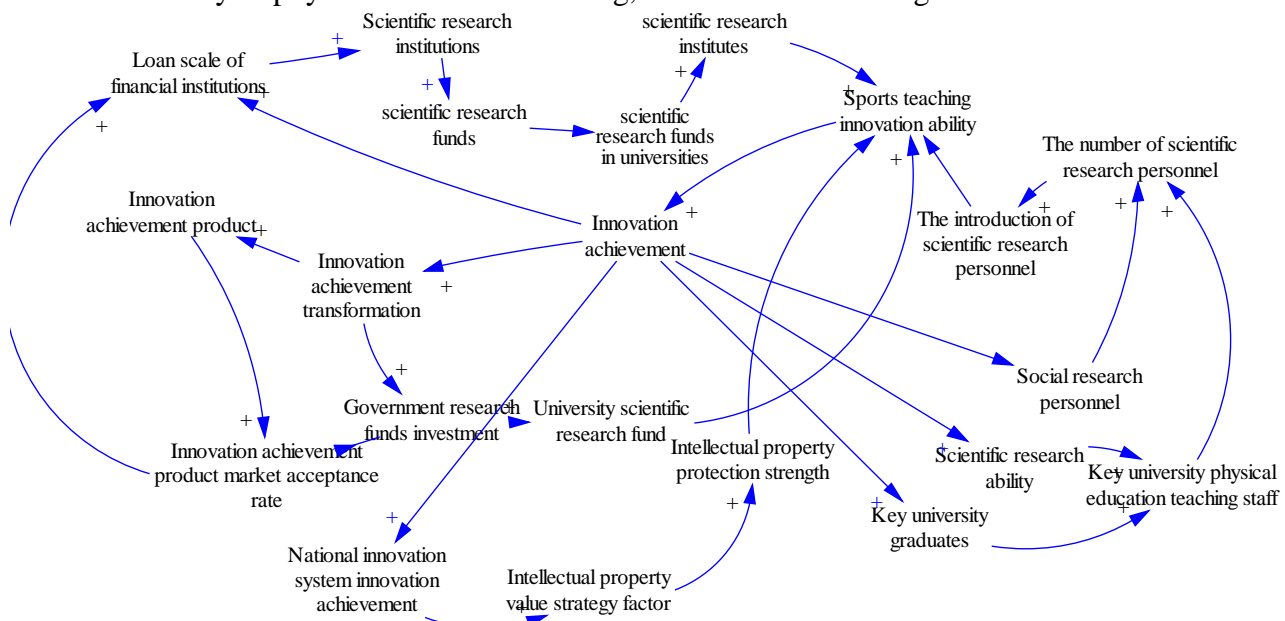 Scientific research
institutions
scientific research
institutes
Loan scale of
financial institutions
scientific research
funds
scientific
research funds
in universities
Sports teaching
innovation ability
The number of scientific
research personnel
Innovation
achievement product
Innovation
achievement
The introduction of
scientific research
personnel
Innovation
achievement
transformation
Social research
personnel
Government research
funds investment
University scientific
research fund
Innovation achievement
product market acceptance
rate
Intellectual property
protection strength
Scientific research
ability
Key university physical
education teaching staff
Key university
graduates
National innovation
system innovation
achievement
Intellectual property
value strategy factor